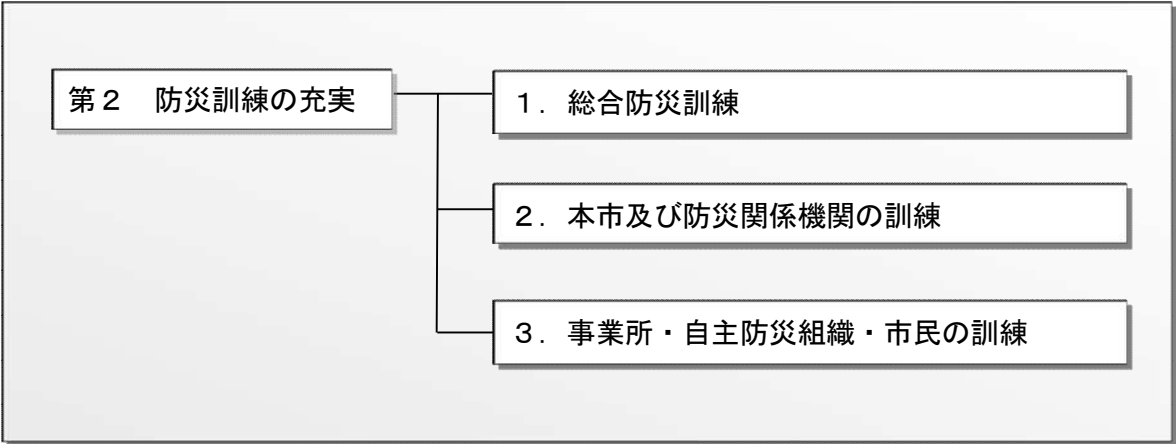 第２　防災訓練の充実
１．総合防災訓練
２．本市及び防災関係機関の訓練
３．事業所・自主防災組織・市民の訓練